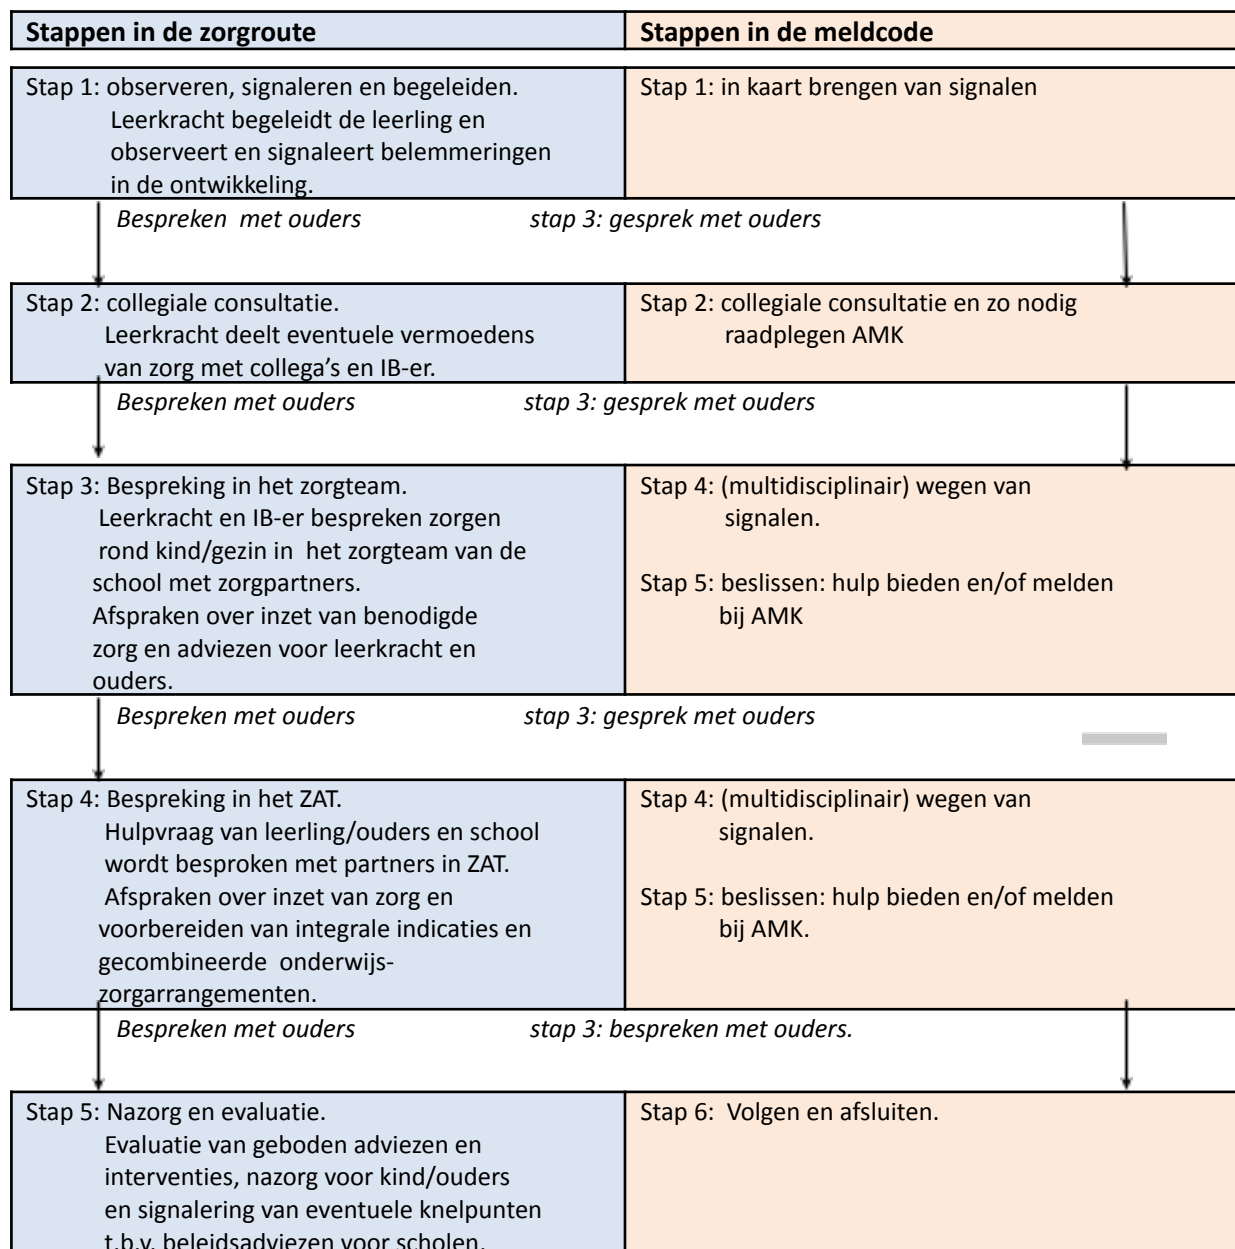 Stappen in de zorgroute
Stappen in de meldcode
Stap 1: observeren, signaleren en begeleiden.
Leerkracht begeleidt de leerling en
observeert en signaleert belemmeringen
in de ontwikkeling.
Stap 1: in kaart brengen van signalen
Bespreken met ouders
stap 3: gesprek met ouders
Stap 2: collegiale consultatie.
Leerkracht deelt eventuele vermoedens
van zorg met collega's en IB-er.
Stap 2: collegiale consultatie en zo nodig
raadplegen AMK
Bespreken met ouders
stap 3: gesprek met ouders
Stap 3: Bespreking in het zorgteam.
Leerkracht en IB-er bespreken zorgen
rond kind/gezin in het zorgteam van de
school met zorgpartners.
Afspraken over inzet van benodigde
zorg en adviezen voor leerkracht en
ouders.
Stap 4: (multidisciplinair) wegen van
signalen.
Stap 5: beslissen: hulp bieden en/of melden
bij AMK
Bespreken met ouders
stap 3: gesprek met ouders
Stap 4: Bespreking in het ZAT.
Hulpvraag van leerling/ouders en school
wordt besproken met partners in ZAT.
Afspraken over inzet van zorg en
voorbereiden van integrale indicaties en
gecombineerde onderwijs-
zorgarrangementen.
Stap 4: (multidisciplinair) wegen van
signalen.
Stap 5: beslissen: hulp bieden en/of melden
bij AMK.
Bespreken met ouders
stap 3: bespreken met ouders.
Stap 5: Nazorg en evaluatie.
Evaluatie van geboden adviezen en
interventies, nazorg voor kind/ouders
en signalering van eventuele knelpunten
t.b.v. beleidsadviezen voor scholen,
Stap 6: Volgen en afsluiten.